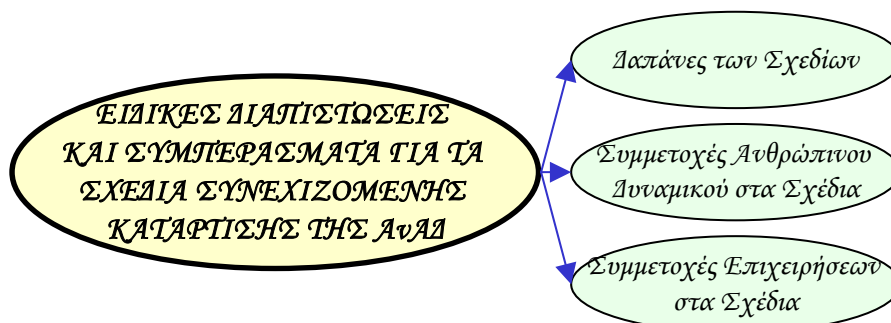 ΕΙΔΙΚΕΣ ΔΙΑΠΙΣΤΩΣΕΙΣ
ΚΑΙ ΣΥΜΠΕΡΑΣΜΑΤΑ ΓΙΑ ΤΑ
ΣΧΕΔΙΑ ΣΥΝΕΧΙΖΟΜΕΝΗΣ
ΚΑΤΑΡΤΙΣΗΣ ΤΗΣ ΑνΑΔ
Δαπάνες των Σχεδίων
Συμμετοχές Ανθρώπινου
Δυναμικού στα Σχέδια
Συμμετοχές Επιχειρήσεων
στα Σχέδια